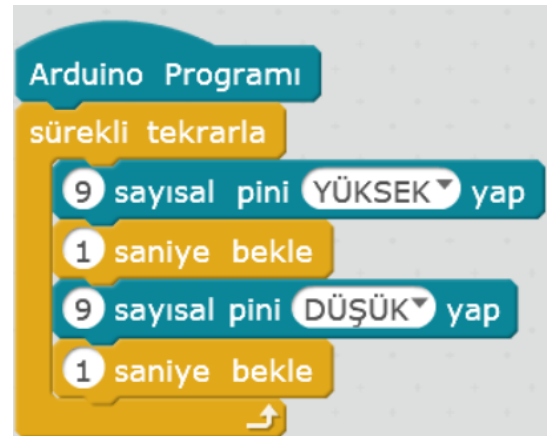 Arduino Programı
sürekli tekrarla
9 sayısal pini YÜKSEK yap
1 saniye bekle
9 sayısal pini DÜŞÜK yap
1 saniye bekle